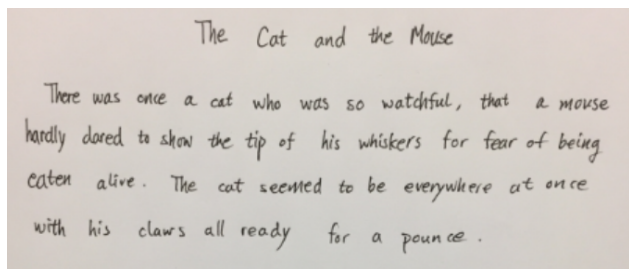 The Cat and the Mouse
There was once a cat who was so watchful, that a mouse
hardly dared to show the tip of his whiskers for fear of being
eaten alive. The cat seemed to be everywhere at once
with his claws all ready for a pounce.